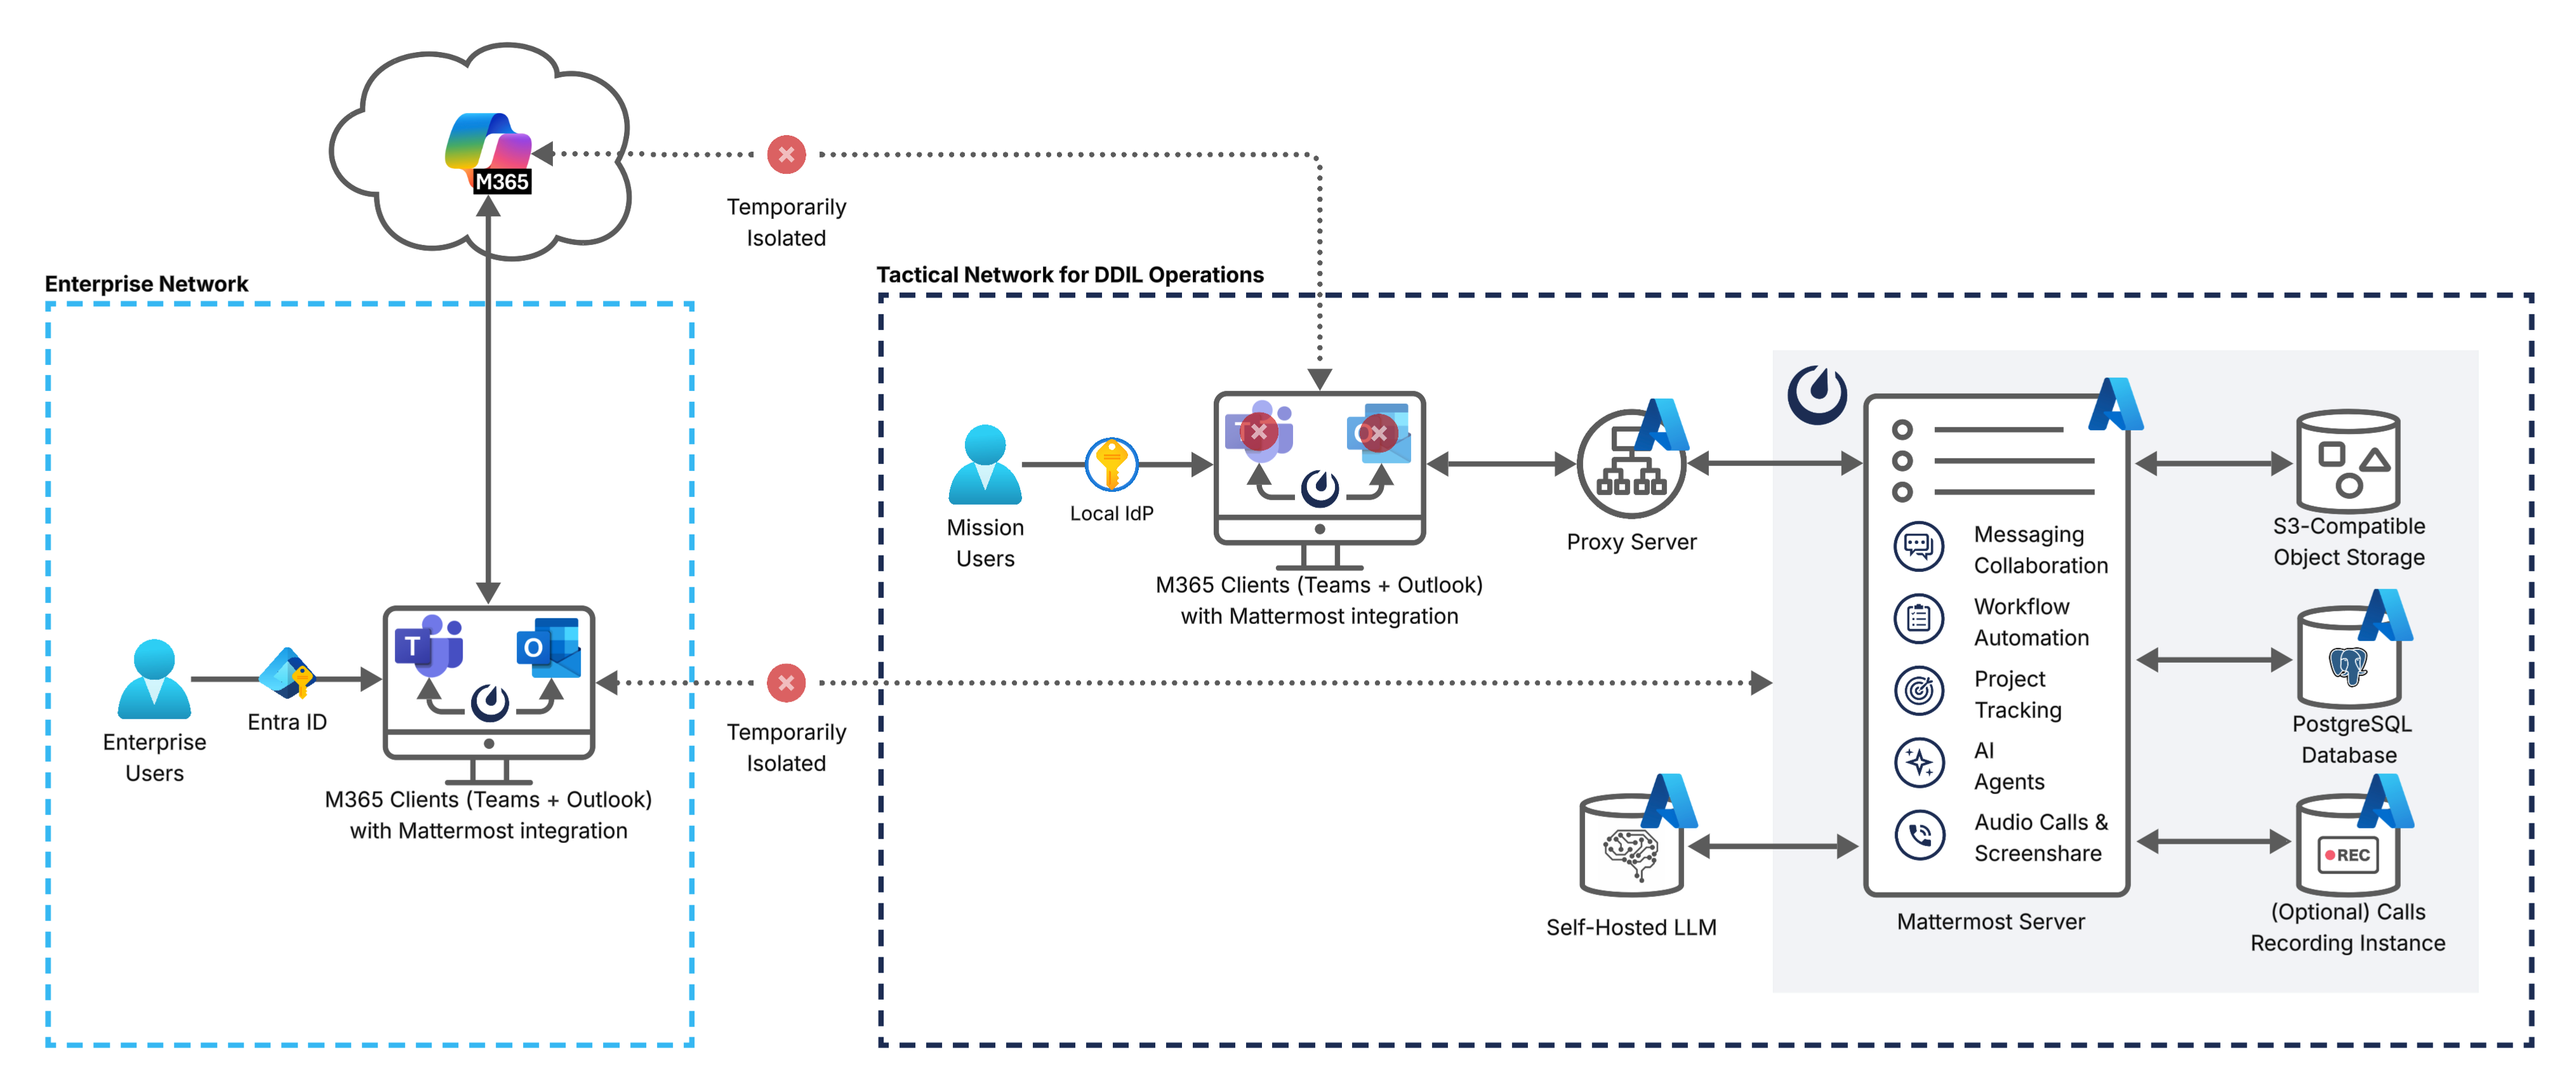 M365
Temporarily
Isolated
Enterprise Network
Tactical Network for DDIL Operations
Mission
Users
Local IdP
M365 Clients (Teams + Outlook)
with Mattermost integration
Proxy Server
Messaging
Collaboration
Workflow
Automation
Project
Tracking
AI
Agents
Audio Calls &
Screenshare
Mattermost Server
S3-Compatible
Object Storage
PostgreSQL
Database
REC
(Optional) Calls
Recording Instance
Self-Hosted LLM
Enterprise
Users
Entra ID
T
O
M365 Clients (Teams + Outlook)
with Mattermost integration
Temporarily
Isolated